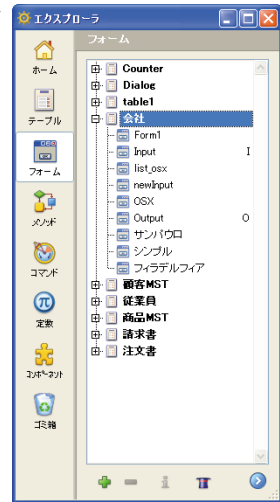 エクスプローラ
フォーム
ホーム
テーブル
フォーム
メソッド
コマンド
定数
コンポーネント
ゴミ箱
Counter
Dialog
table1
会社
Form1
Input I
list_osx
newInput
OSX
Output O
サンパウロ
シンプル
フィラデルフィア
顧客MST
従業員
商品MST
請求書
注文書